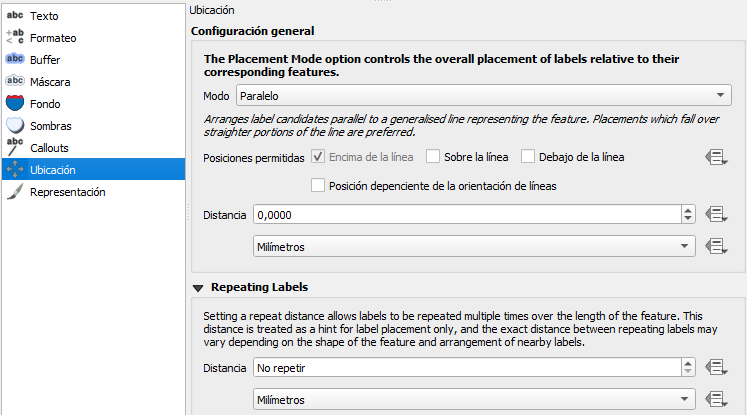 Ubicación
abc Texto
Configuración general
+ab
< c Formateo
abc Buffer
The Placement Mode option controls the overall placement of labels relative to their
corresponding features.
abc Máscara
Modo Paralelo
Fondo
Arranges label candidates parallel to a generalised line representing the feature. Placements which fall over
straighter portions of the line are preferred.
Sombras
abc Callouts
Posiciones permitidas Encima de la línea Sobre la línea Debajo de la línea
Ubicación
Posición dependiente de la orientación de líneas
Representación
Distancia 0,0000
Milímetros
Repeating Labels
Setting a repeat distance allows labels to be repeated multiple times over the length of the feature. This
distance is treated as a hint for label placement only, and the exact distance between repeating labels may
vary depending on the shape of the feature and arrangement of nearby labels.
Distancia No repetir
Milímetros